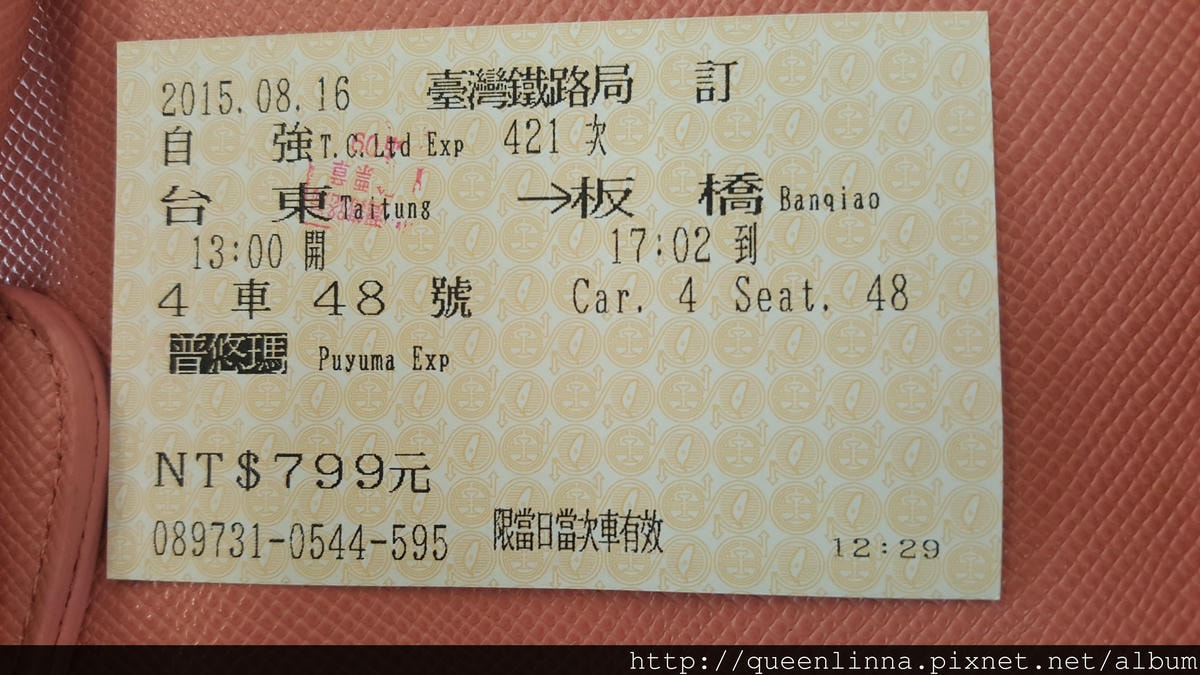 2015.08.16 臺灣鐵路局 訂
自 強 T.C.Ltd Exp 421 次
台 東 Taitung →板 橋 Banqiao
13:00 開 17:02 到
4 車 48 號 Car. 4 Seat. 48
普悠瑪 Puyuma Exp
NT$799元
089731-0544-595 限當日當次車有效 12:29
http://queenlinna.pixnet.net/album